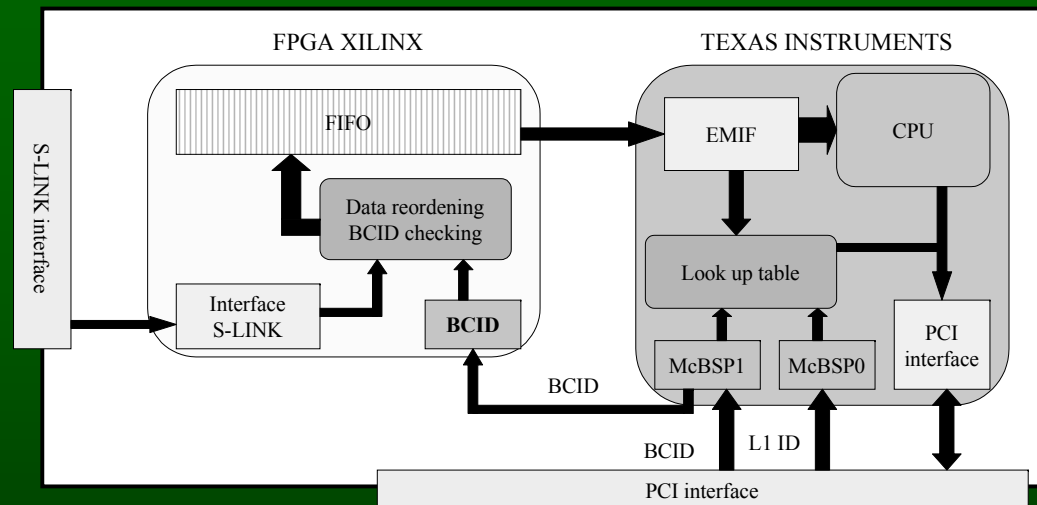 FPGA XILINX
TEXAS INSTRUMENTS
S-LINK interface
FIFO
EMIF
CPU
Data reordening
BCID checking
Look up table
Interface
S-LINK
BCID
McBSP1
McBSP0
PCI
interface
BCID
BCID
L1 ID
PCI interface